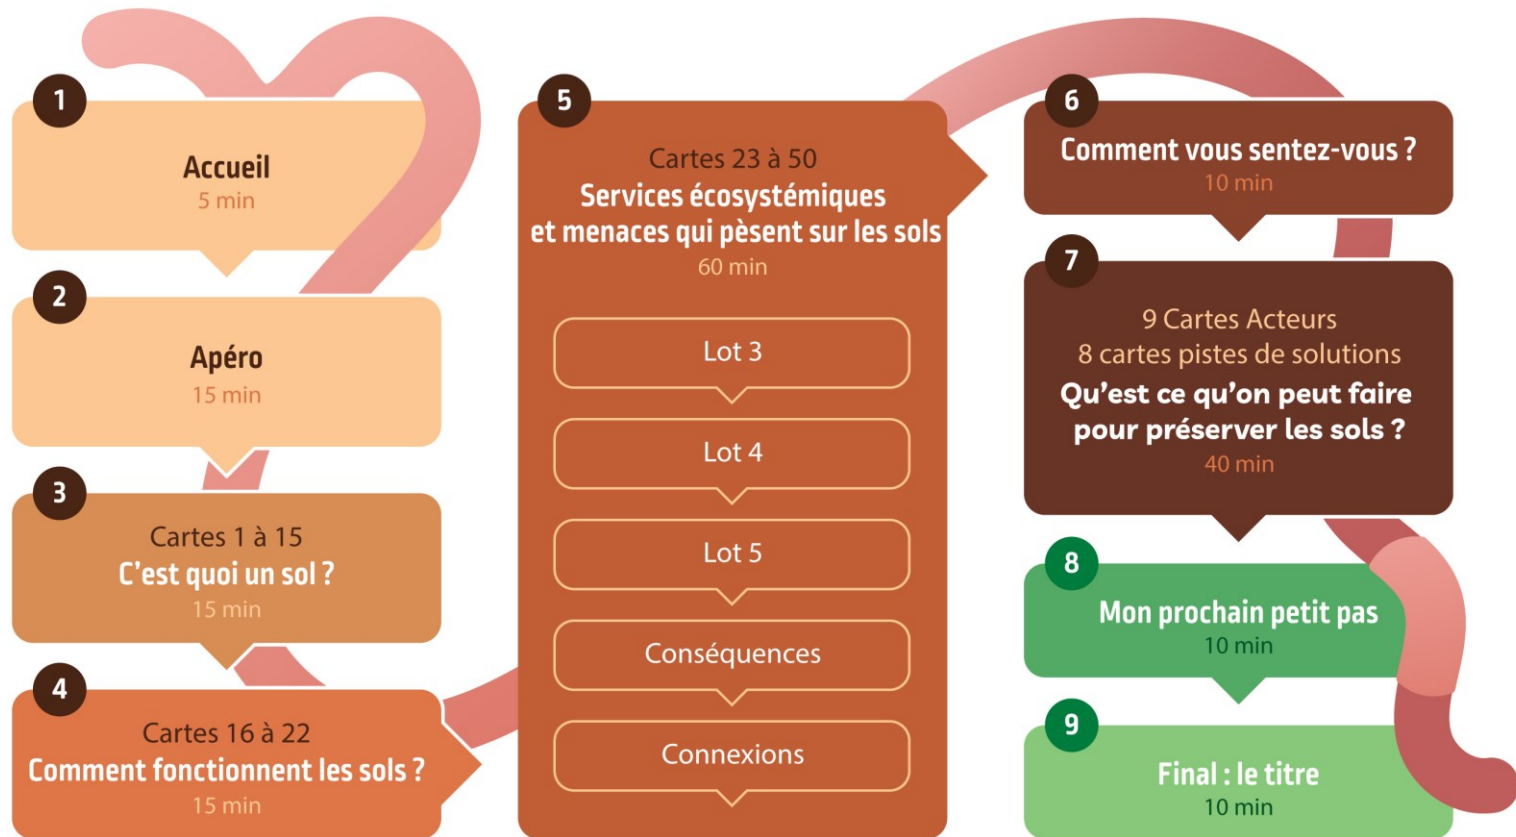 1
Accueil
5 min
2
Apéro
15 min
3
Cartes 1 à 15
C'est quoi un sol ?
15 min
4
Cartes 16 à 22
Comment fonctionnent les sols ?
15 min
5
Cartes 23 à 50
Services écosystémiques
et menaces qui pèsent sur les sols
60 min
Lot 3
Lot 4
Lot 5
Conséquences
Connexions
6
Comment vous sentez-vous ?
10 min
7
9 Cartes Acteurs
8 cartes pistes de solutions
Qu'est ce qu'on peut faire
pour préserver les sols ?
40 min
8
Mon prochain petit pas
10 min
9
Final : le titre
10 min